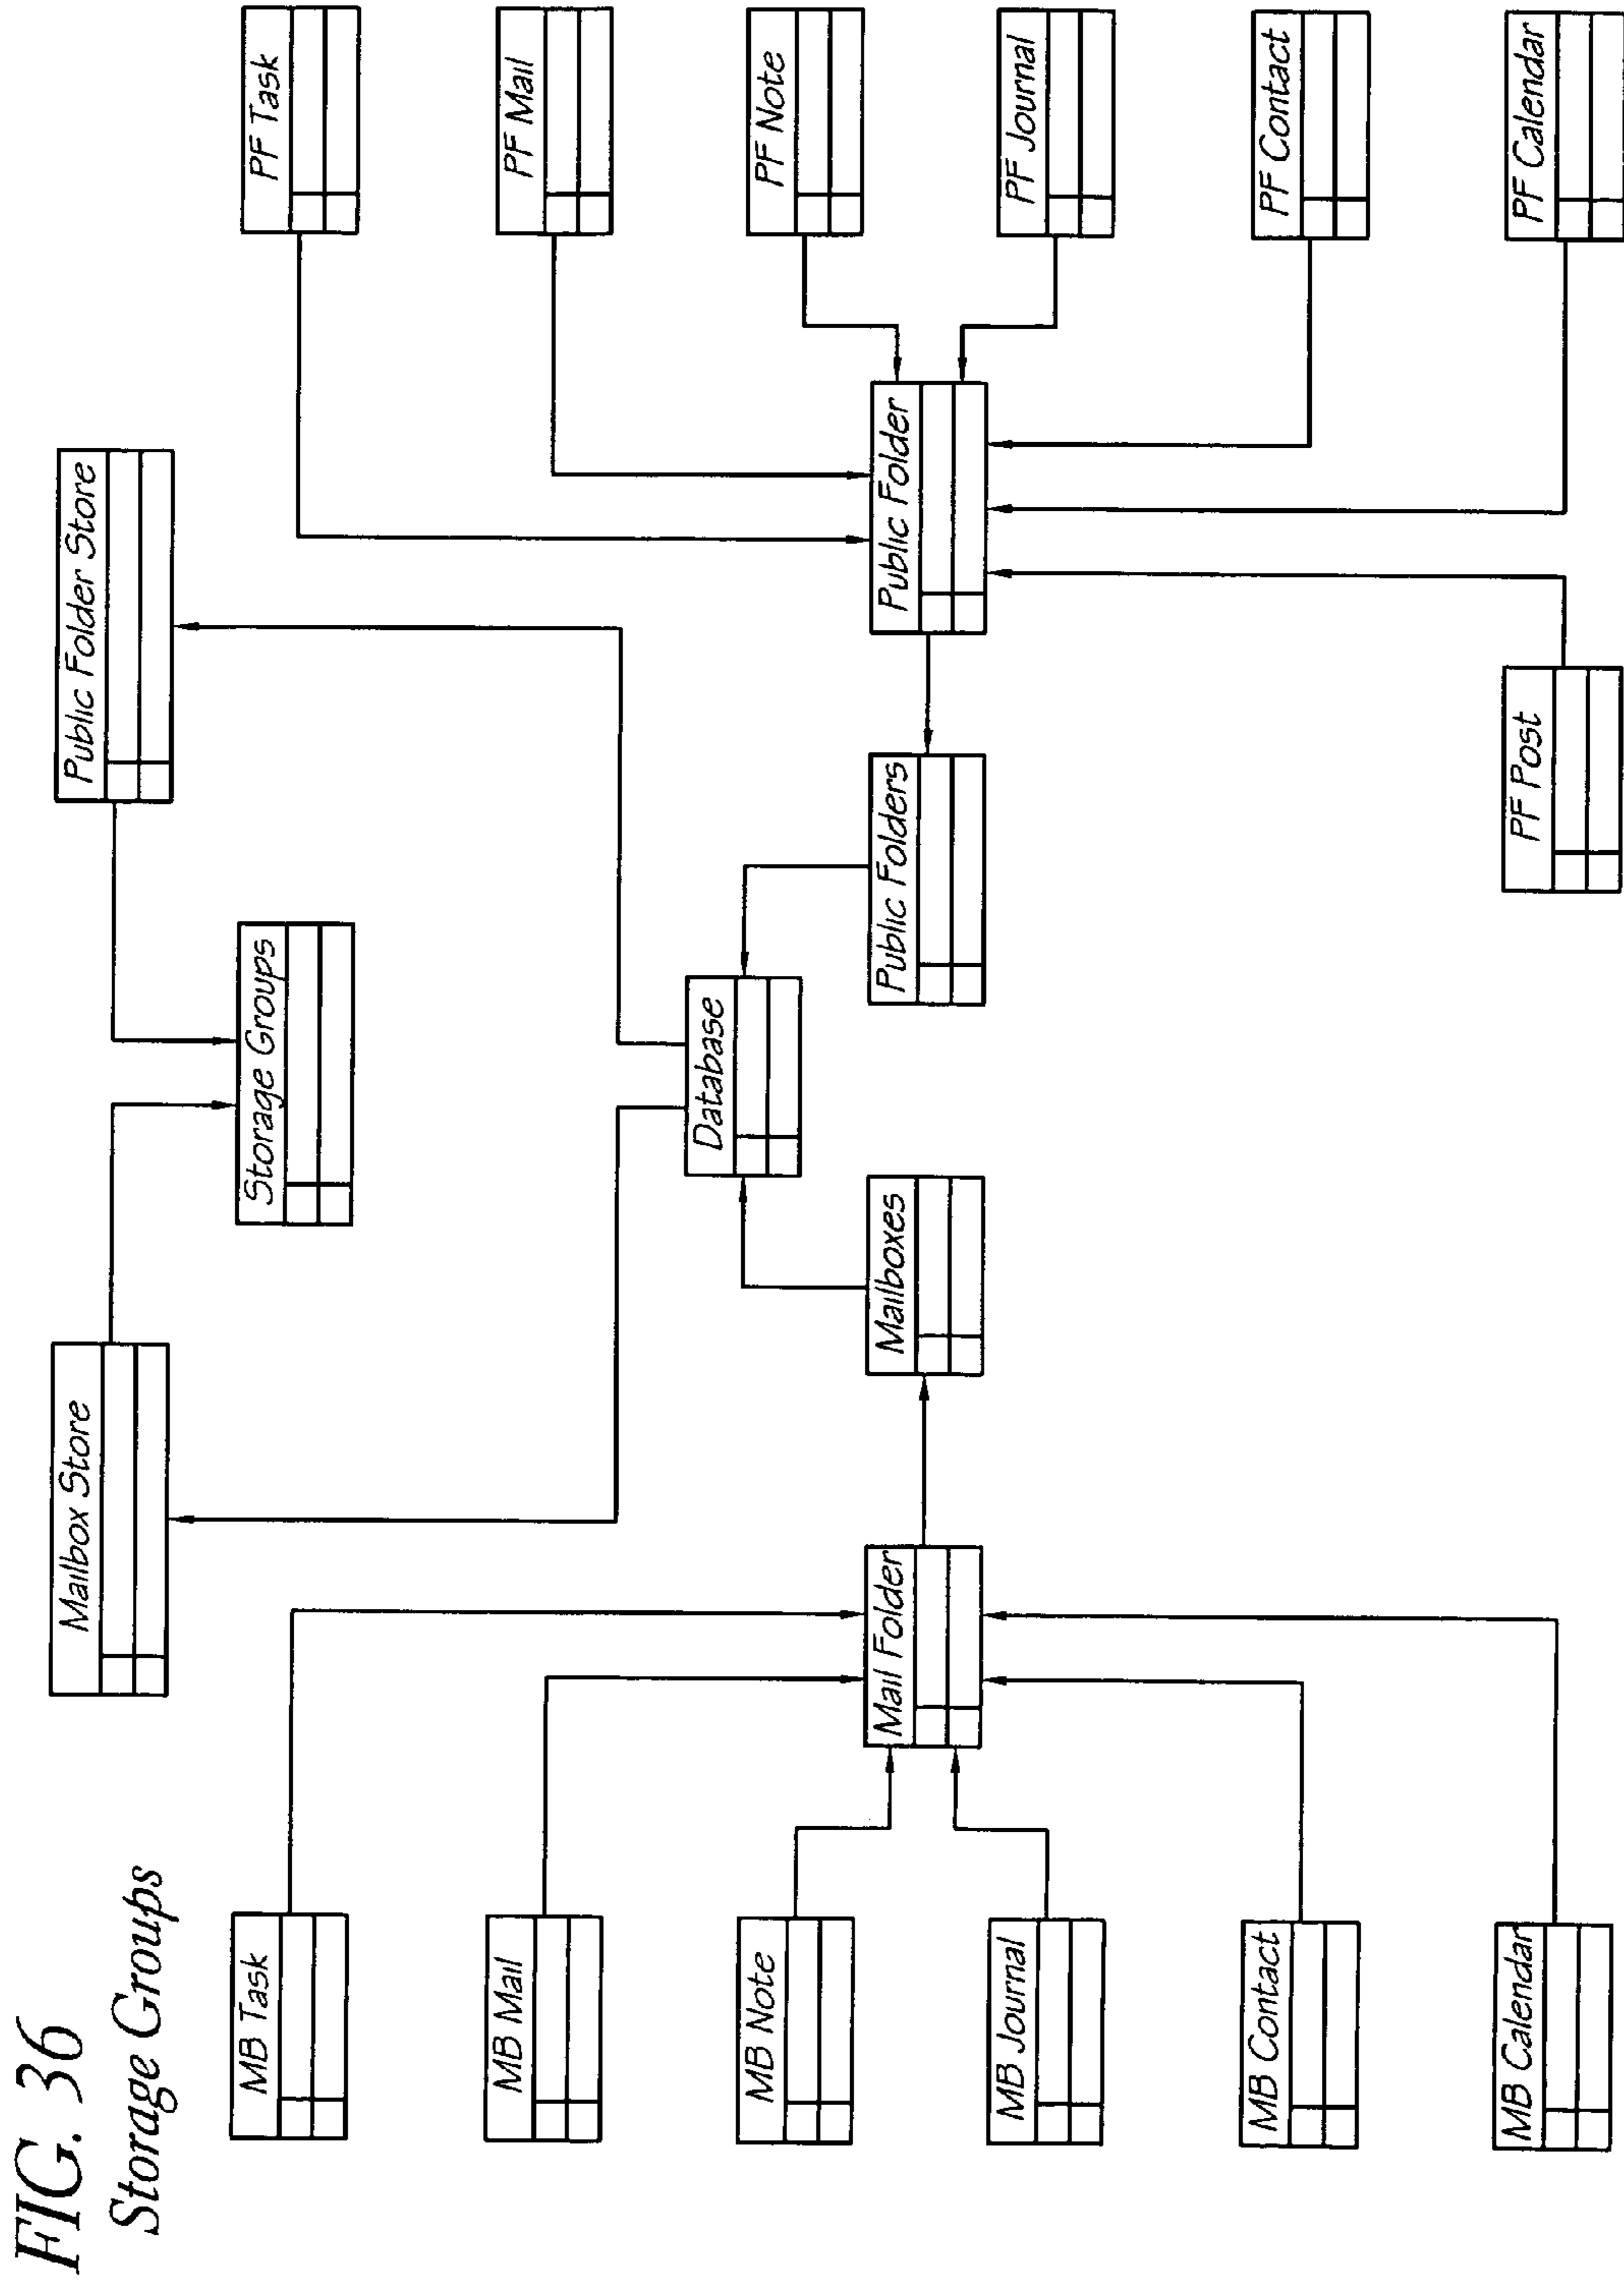 FIG. 36
Storage Groups
Mailbox Store
Public Folder Store
Storage Groups
MB Task
PF Task
MB Mail
PF Mail
Database
MB Note
PF Note
Mail Folder
Mailboxes
Public Folders
Public Folder
MB Journal
PF Journal
MB Contact
PF Contact
MB Calendar
PF Post
PF Calendar